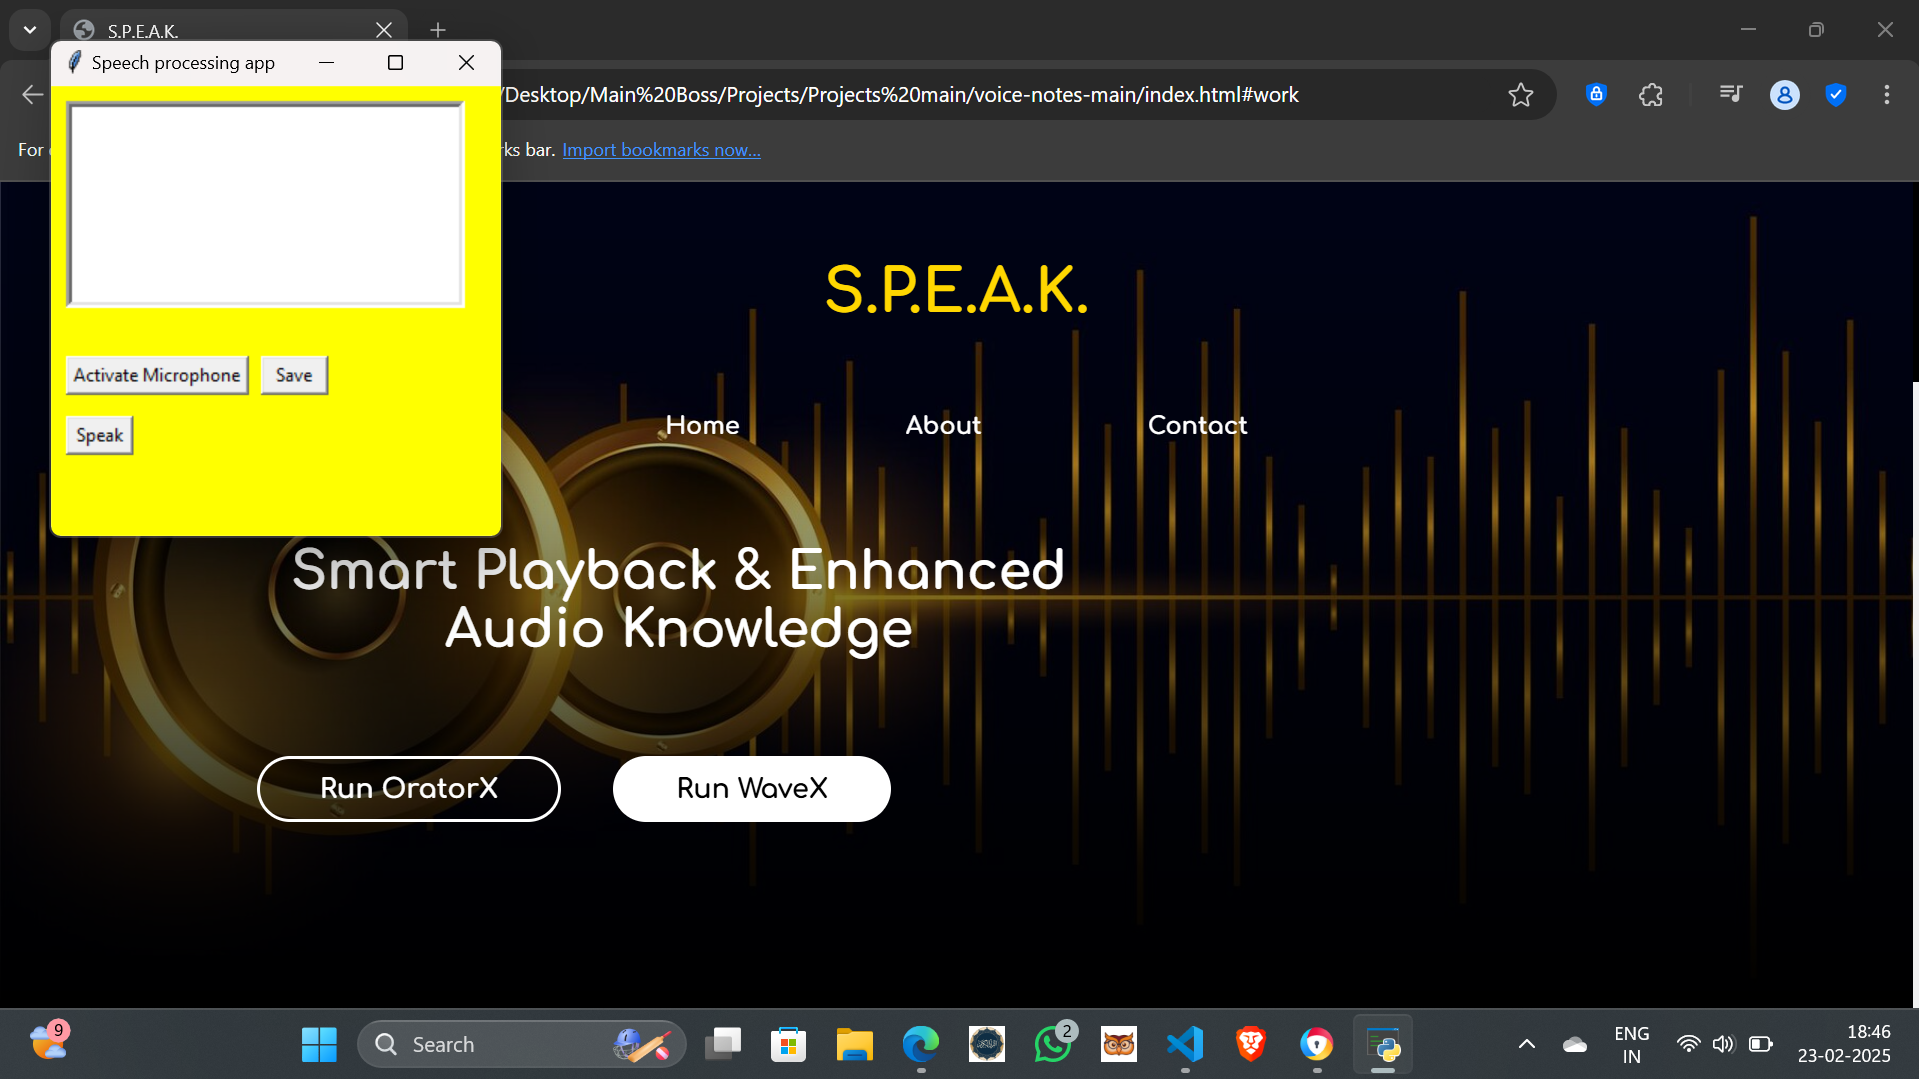 S.P.E.A.K.
Speech processing app
/Desktop/Main%20Boss/Projects/Projects%20main/voice-notes-main/index.html#work
For
rks bar. Import bookmarks now...
S.P.E.A.K.
Activate Microphone
Save
Speak
Home
About
Contact
Smart Playback & Enhanced
Audio Knowledge
Run OratorX
Run WaveX
9
Search
2
ENG
IN
18:46
23-02-2025